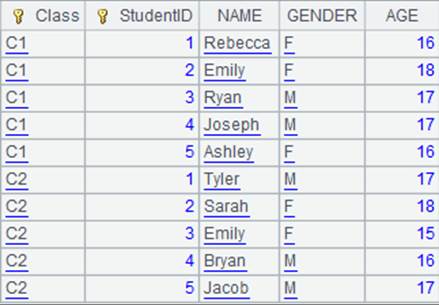 Class StudentID NAME GENDER AGE
C1 1 Rebecca F 16
C1 2 Emily F 18
C1 3 Ryan M 17
C1 4 Joseph M 17
C1 5 Ashley F 16
C2 1 Tyler M 17
C2 2 Sarah F 18
C2 3 Emily F 15
C2 4 Bryan M 16
C2 5 Jacob M 17